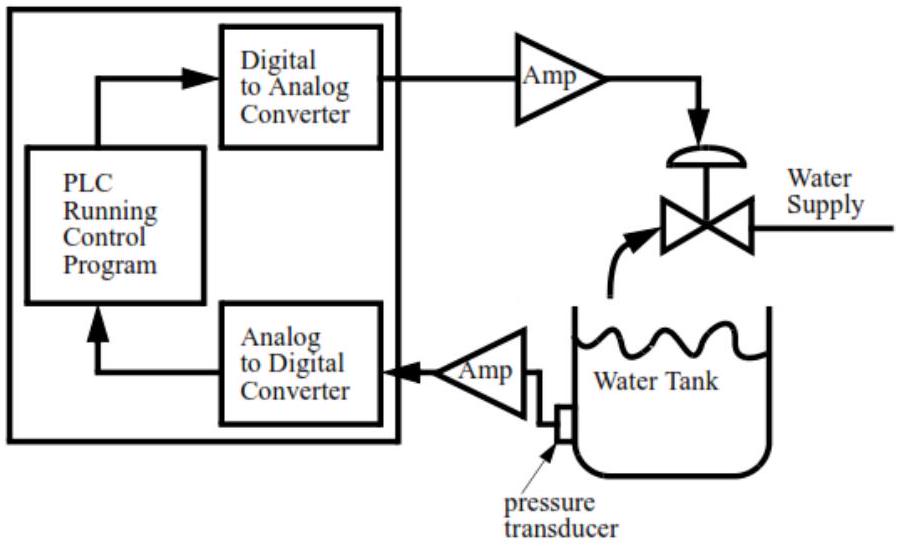 Digital
to Analog
Converter
Amp
PLC
Running
Control
Program
Water
Supply
Analog
to Digital
Converter
Amp
Water Tank
pressure
transducer